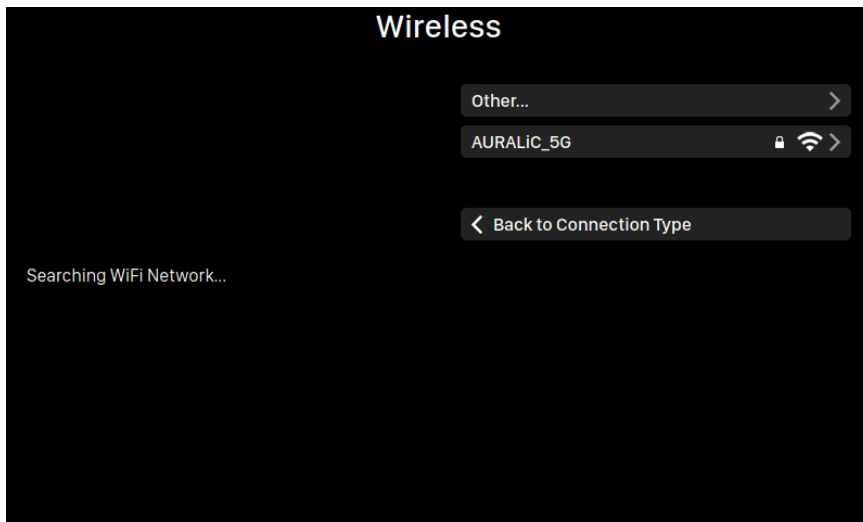 Wireless
Other...
AURALiC_5G
Back to Connection Type
Searching WiFi Network...